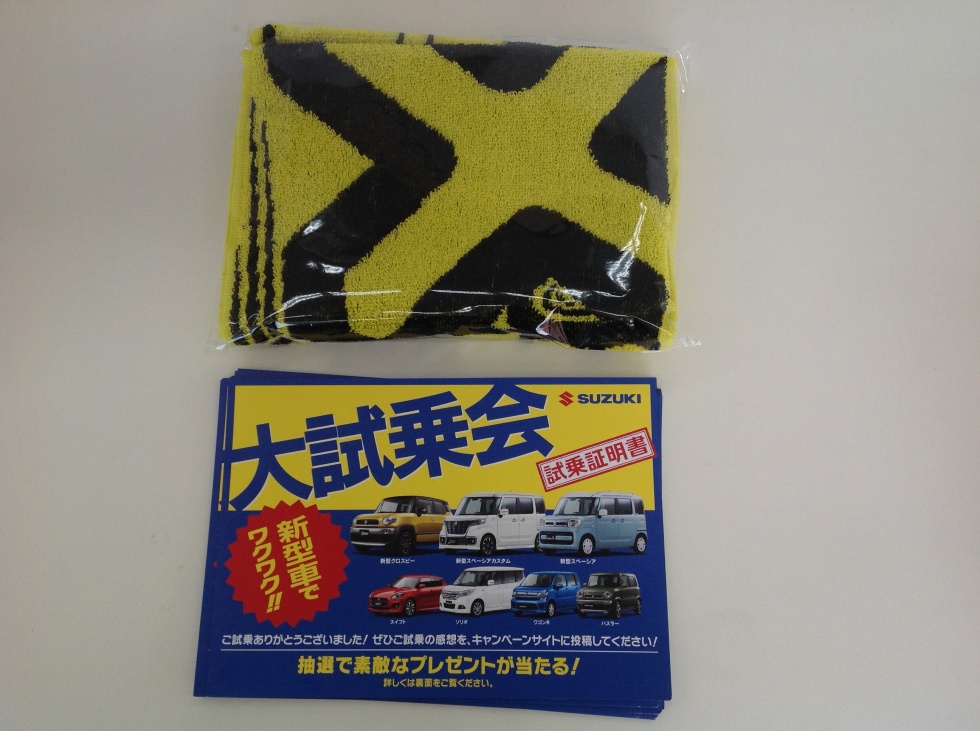 大試乗会
SUZUKI
試乗証明書
新型車で
ワクワク!!
新型クロスビー
新型スペーシアカスタム
新型スペーシア
スイフト
ソリオ
ワゴンR
ハスラー
ご試乗ありがとうございました! ぜひご試乗の感想を、キャンペーンサイトに投稿してください!
抽選で素敵なプレゼントが当たる!
詳しくは裏面をご覧ください。